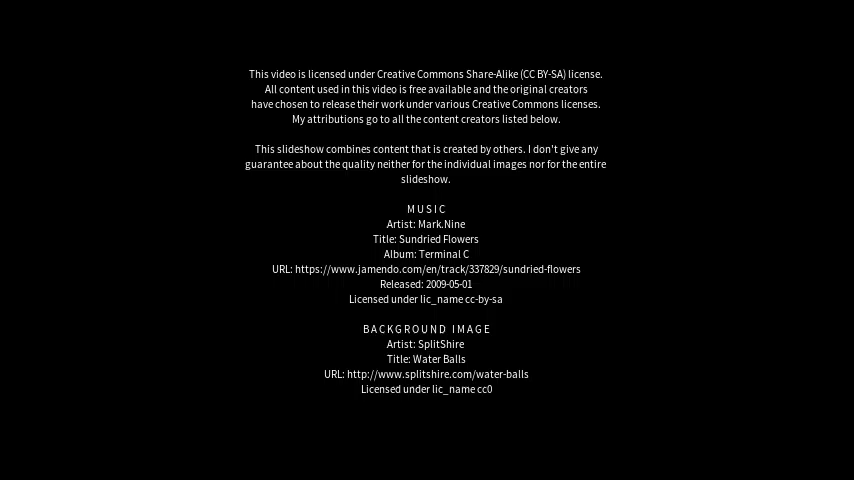 This video is licensed under Creative Commons Share-Alike (CC BY-SA) license.
All content used in this video is free available and the original creators
have chosen to release their work under various Creative Commons licenses.
My attributions go to all the content creators listed below.
This slideshow combines content that is created by others. I don't give any
guarantee about the quality neither for the individual images nor for the entire
slideshow.
MUSIC
Artist: Mark.Nine
Title: Sundried Flowers
Album: Terminal C
URL: https://www.jamendo.com/en/track/337829/sundried-flowers
Released: 2009-05-01
Licensed under lic_name cc-by-sa
BACKGROUND IMAGE
Artist: SplitShire
Title: Water Balls
URL: http://www.splitshire.com/water-balls
Licensed under lic_name cc0